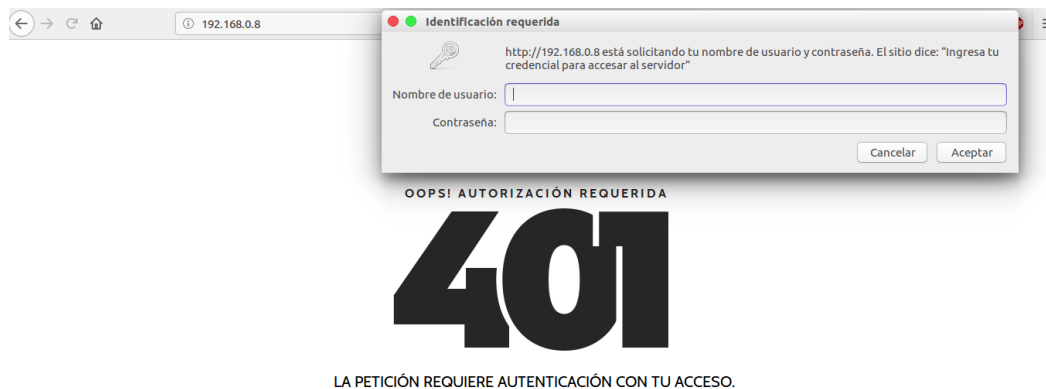 192.168.0.8
Identificación requerida
http://192.168.0.8 está solicitando tu nombre de usuario y contraseña. El sitio dice: “Ingresa tu
credencial para accesar al servidor”
Nombre de usuario:
Contraseña:
Cancelar Aceptar
OOPS! AUTORIZACIÓN REQUERIDA
401
LA PETICIÓN REQUIERE AUTENTICACIÓN CON TU ACCESO.